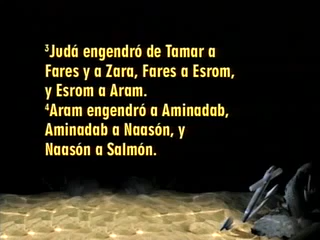 ³Judá engendró de Tamar a
Fares y a Zara, Fares a Esrom,
y Esrom a Aram.
⁴Aram engendró a Aminadab,
Aminadab a Naasón, y
Naasón a Salmón.